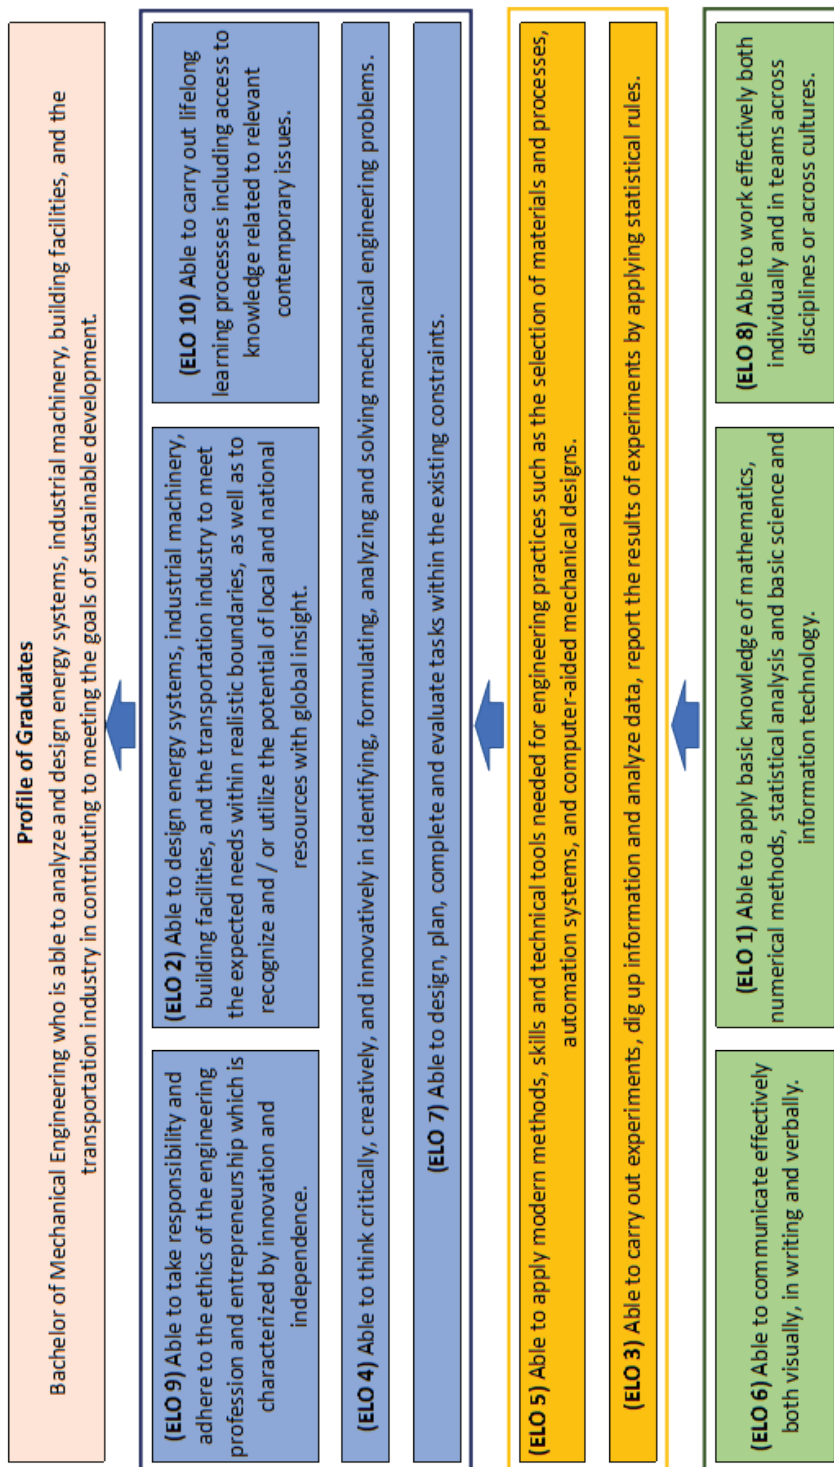 Profile of Graduates
Bachelor of Mechanical Engineering who is able to analyze and design energy systems, industrial machinery, building facilities, and the
transportation industry in contributing to meeting the goals of sustainable development.
(ELO 9) Able to take responsibility and
adhere to the ethics of the engineering
profession and entrepreneurship which is
characterized by innovation and
independence.
(ELO 2) Able to design energy systems, industrial machinery,
building facilities, and the transportation industry to meet
the expected needs within realistic boundaries, as well as to
recognize and / or utilize the potential of local and national
resources with global insight.
(ELO 10) Able to carry out lifelong
learning processes including access to
knowledge related to relevant
contemporary issues.
(ELO 4) Able to think critically, creatively, and innovatively in identifying, formulating, analyzing and solving mechanical engineering problems.
(ELO 7) Able to design, plan, complete and evaluate tasks within the existing constraints.
(ELO 5) Able to apply modern methods, skills and technical tools needed for engineering practices such as the selection of materials and processes,
automation systems, and computer-aided mechanical designs.
(ELO 3) Able to carry out experiments, dig up information and analyze data, report the results of experiments by applying statistical rules.
(ELO 6) Able to communicate effectively
both visually, in writing and verbally.
(ELO 1) Able to apply basic knowledge of mathematics,
numerical methods, statistical analysis and basic science and
information technology.
(ELO 8) Able to work effectively both
individually and in teams across
disciplines or across cultures.